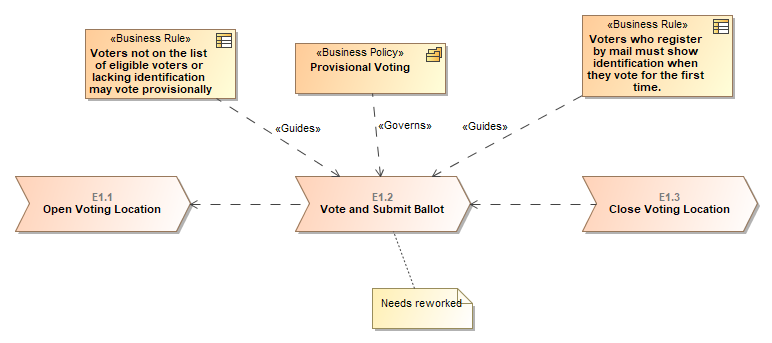 «Business Rule»
Voters not on the list
of eligible voters or
lacking identification
may vote provisionally
«Business Policy»
Provisional Voting
«Business Rule»
Voters who register
by mail must show
identification when
they vote for the first
time.
«Guides»
«Governs»
«Guides»
E1.1
Open Voting Location
E1.2
Vote and Submit Ballot
E1.3
Close Voting Location
Needs reworked